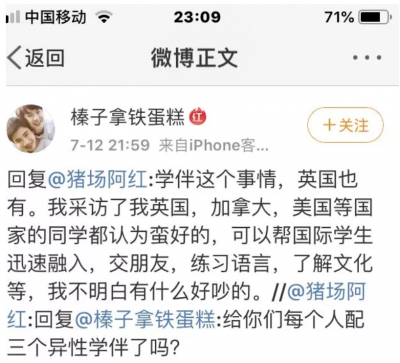 中国移动 23:09 71%
返回 微博正文 ···
榛子拿铁蛋糕 红
+关注
7-12 21:59 来自iPhone客...
回复@猪场阿红:学伴这个事情，英国也
有。我采访了我英国，加拿大，美国等国
家的同学都认为蛮好的，可以帮国际学生
迅速融入，交朋友，练习语言，了解文化
等，我不明白有什么好吵的。//@猪场阿
红:回复@榛子拿铁蛋糕:给你们每个人配
三个异性学伴了吗?